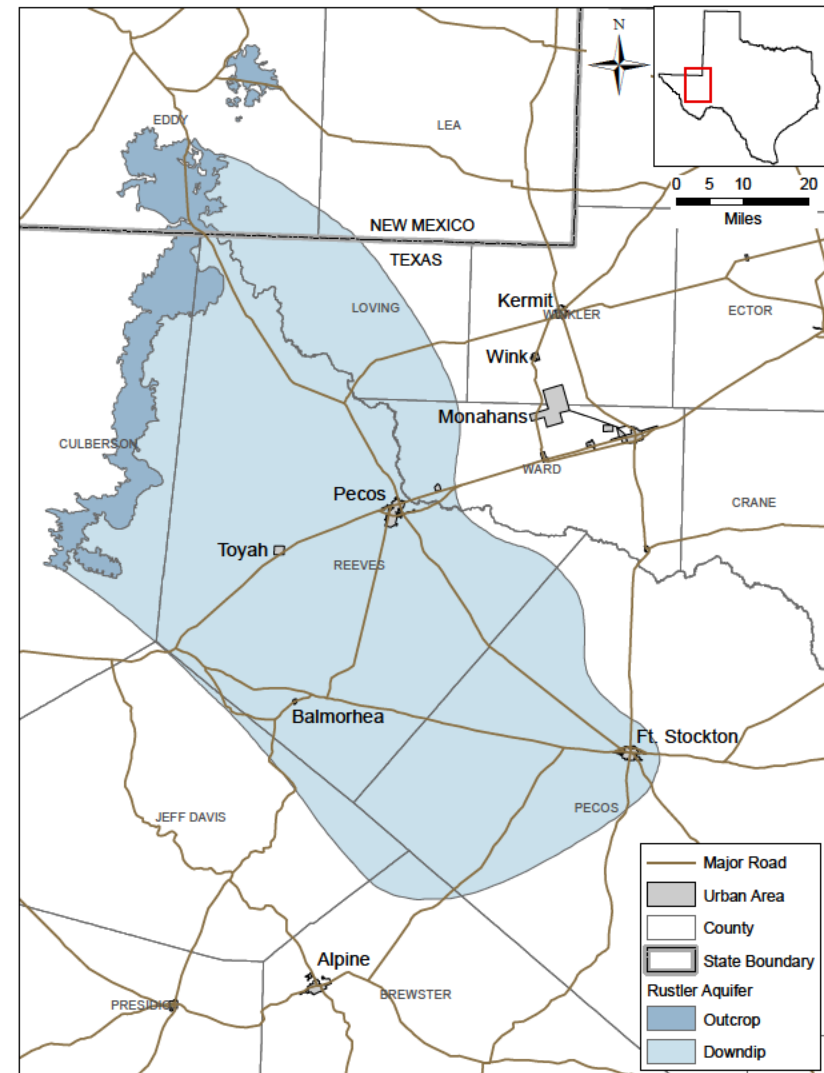 N
EDDY
LEA
0 5 10 20
Miles
NEW MEXICO
TEXAS
LOVING
Kermit
WINKLER
ECTOR
Wink
Monahans
CULBERSON
WARD
Pecos
CRANE
Toyah
REEVES
Balmorhea
Ft. Stockton
JEFF DAVIS
PECOS
Major Road
Urban Area
County
State Boundary
Rustler Aquifer
Outcrop
Downdip
Alpine
BREWSTER
PRESIDIO